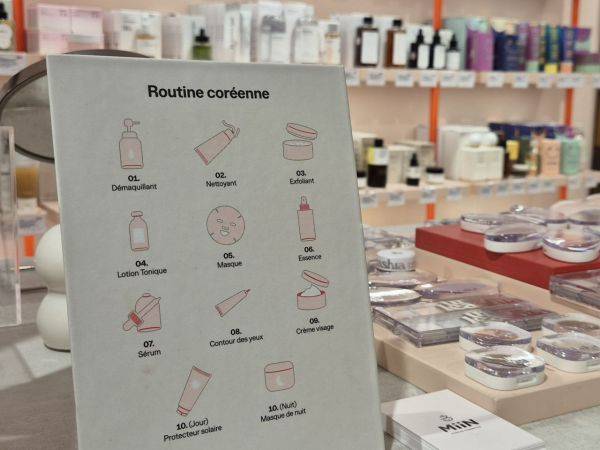 Routine coréenne
01.
Démaquillant
02.
Nettoyant
03.
Exfoliant
04.
Lotion Tonique
05.
Masque
06.
Essence
07.
Sérum
08.
Contour des yeux
09.
Crème visage
10. (Jour)
Protecteur solaire
10. (Nuit)
Masque de nuit
MiiN